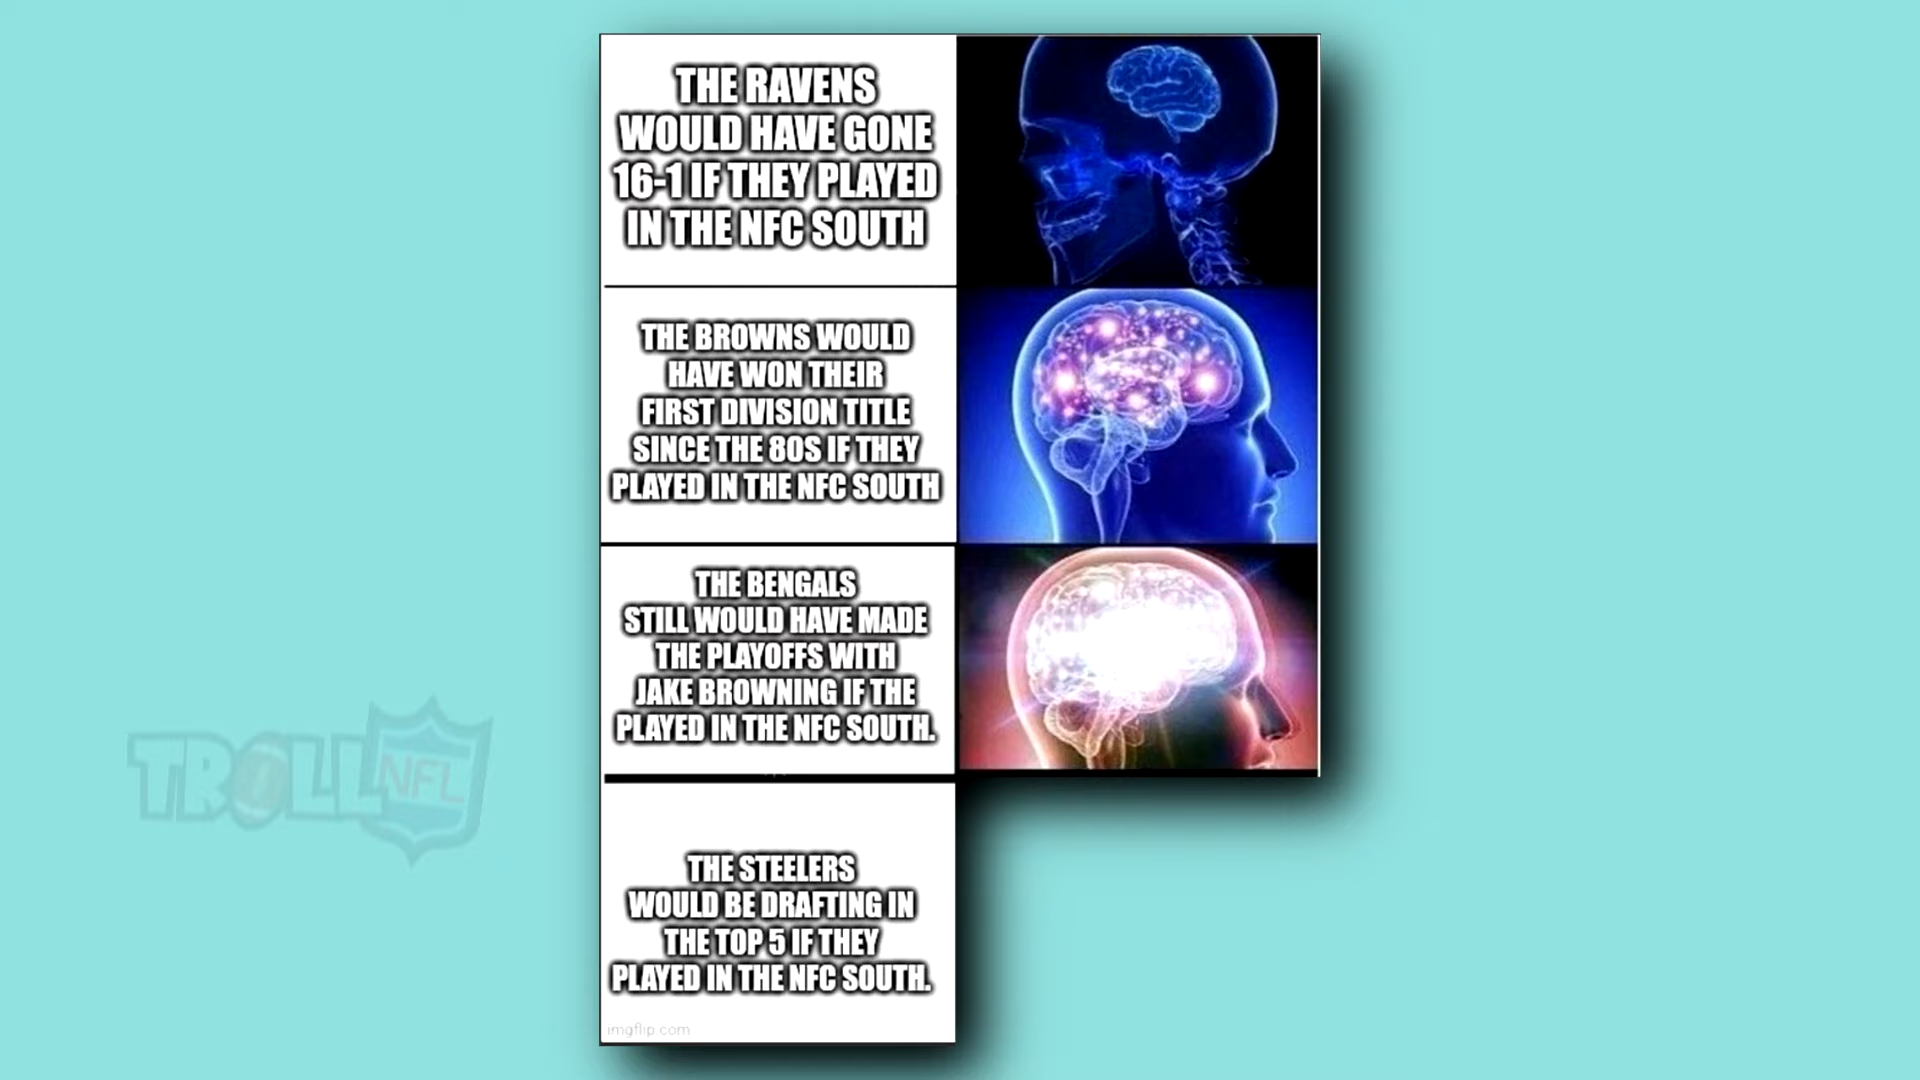 THE RAVENS
WOULD HAVE GONE
16-1 IF THEY PLAYED
IN THE NFC SOUTH
THE BROWNS WOULD
HAVE WON THEIR
FIRST DIVISION TITLE
SINCE THE 80S IF THEY
PLAYED IN THE NFC SOUTH
THE BENGALS
STILL WOULD HAVE MADE
THE PLAYOFFS WITH
JAKE BROWNING IF THE
PLAYED IN THE NFC SOUTH.
THE STEELERS
WOULD BE DRAFTING IN
THE TOP 5 IF THEY
PLAYED IN THE NFC SOUTH.
imgflip.com
TROLL NFL